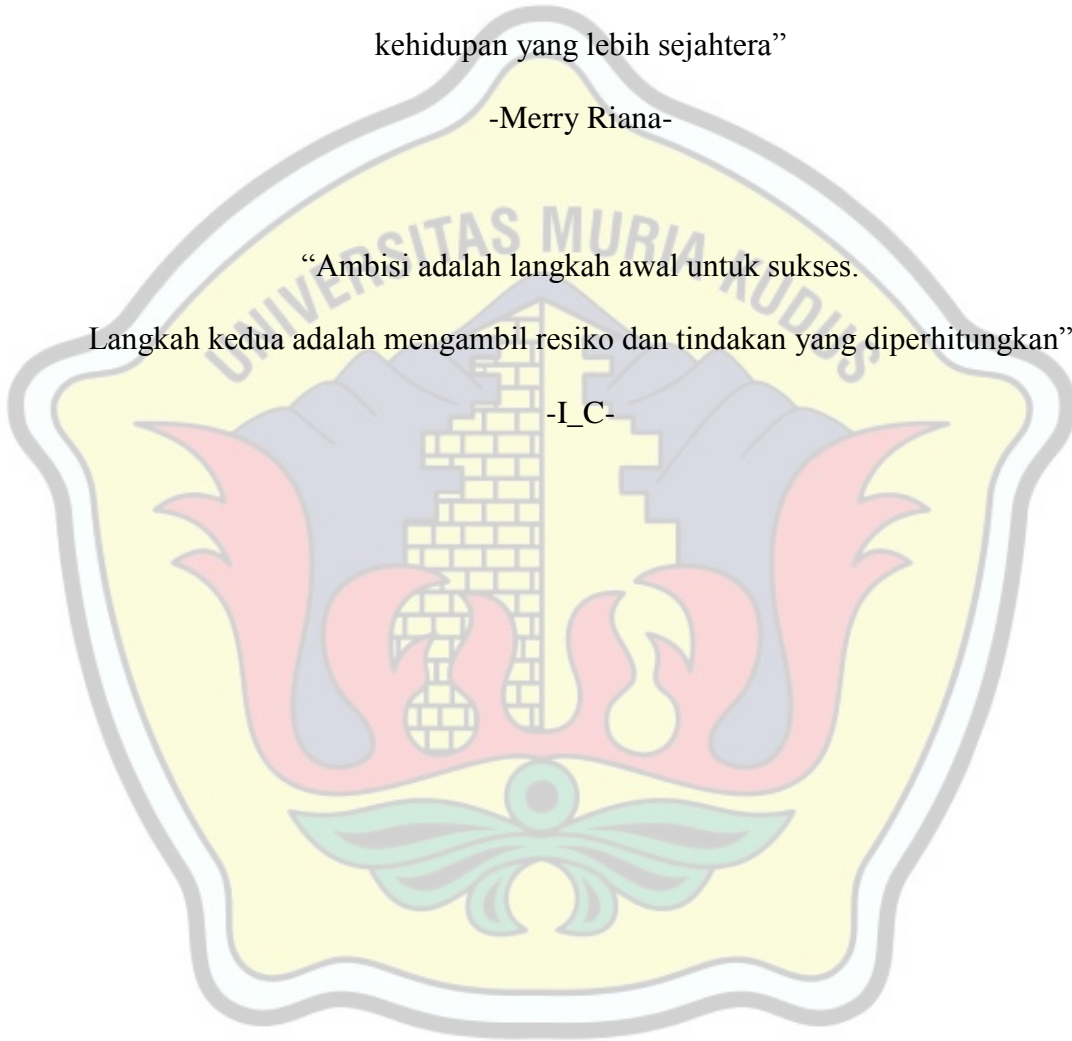 kehidupan yang lebih sejahtera”
-Merry Riana-
UNIVERSITAS MURIA KUDUS
“Ambisi adalah langkah awal untuk sukses.
Langkah kedua adalah mengambil resiko dan tindakan yang diperhitungkan”
-I_C-